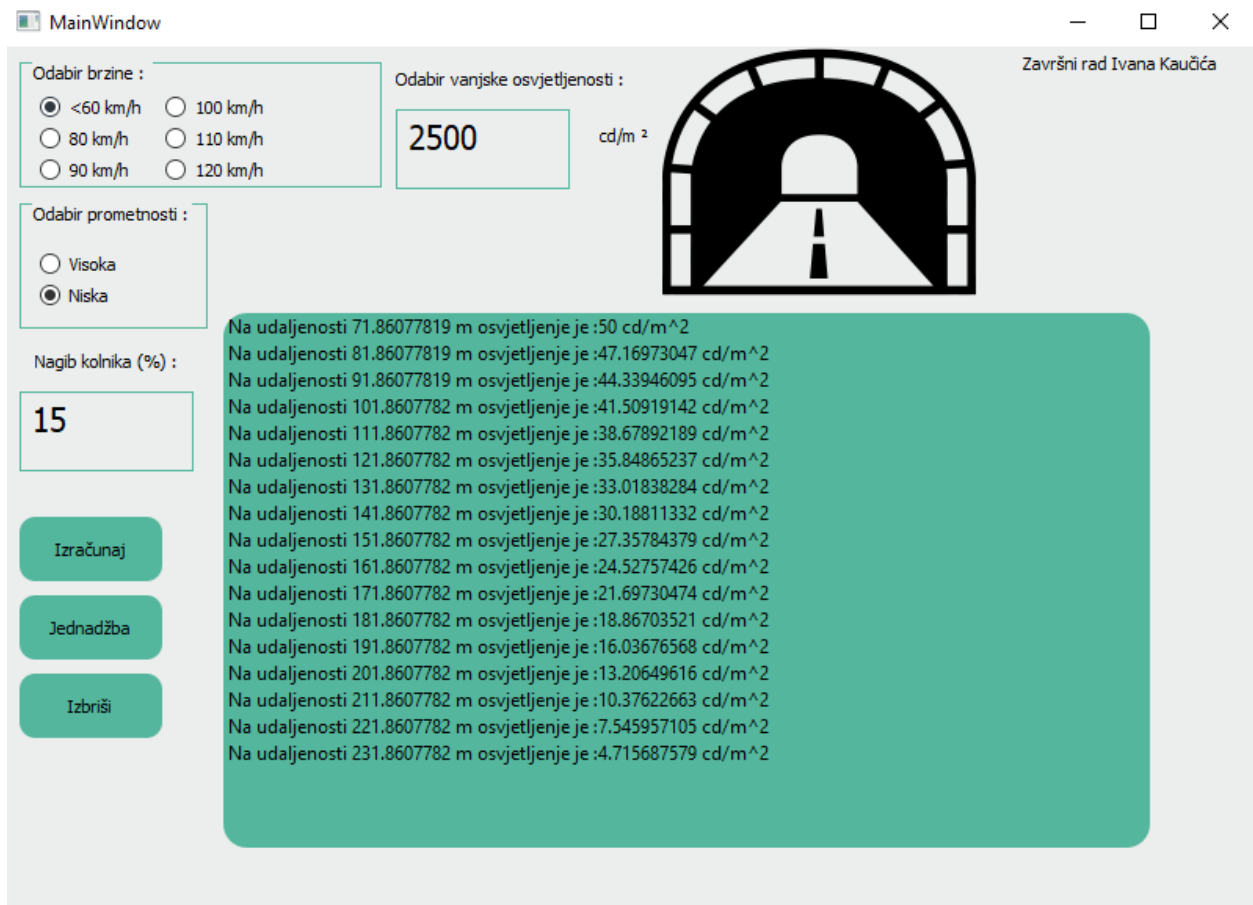 MainWindow
Završni rad Ivana Kaučića
Odabir brzine :
<60 km/h 100 km/h
80 km/h 110 km/h
90 km/h 120 km/h
Odabir vanjske osvjetljenosti :
2500 cd/m ²
Odabir prometnosti :
Visoka
Niska
Nagib kolnika (%) :
15
Izračunaj
Jednadžba
Izbriši
Na udaljenosti 71.86077819 m osvjetljenje je :50 cd/m^2
Na udaljenosti 81.86077819 m osvjetljenje je :47.16973047 cd/m^2
Na udaljenosti 91.86077819 m osvjetljenje je :44.33946095 cd/m^2
Na udaljenosti 101.8607782 m osvjetljenje je :41.50919142 cd/m^2
Na udaljenosti 111.8607782 m osvjetljenje je :38.67892189 cd/m^2
Na udaljenosti 121.8607782 m osvjetljenje je :35.84865237 cd/m^2
Na udaljenosti 131.8607782 m osvjetljenje je :33.01838284 cd/m^2
Na udaljenosti 141.8607782 m osvjetljenje je :30.18811332 cd/m^2
Na udaljenosti 151.8607782 m osvjetljenje je :27.35784379 cd/m^2
Na udaljenosti 161.8607782 m osvjetljenje je :24.52757426 cd/m^2
Na udaljenosti 171.8607782 m osvjetljenje je :21.69730474 cd/m^2
Na udaljenosti 181.8607782 m osvjetljenje je :18.86703521 cd/m^2
Na udaljenosti 191.8607782 m osvjetljenje je :16.03676568 cd/m^2
Na udaljenosti 201.8607782 m osvjetljenje je :13.20649616 cd/m^2
Na udaljenosti 211.8607782 m osvjetljenje je :10.37622663 cd/m^2
Na udaljenosti 221.8607782 m osvjetljenje je :7.545957105 cd/m^2
Na udaljenosti 231.8607782 m osvjetljenje je :4.715687579 cd/m^2